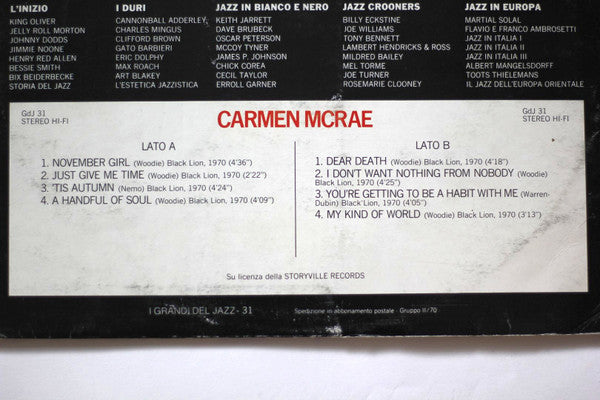 L'INIZIO
KING OLIVER
JELLY ROLL MORTON
JOHNNY DODDS
JIMMIE NOONE
HENRY RED ALLEN
BESSIE SMITH
BIX BEIDERBECKE
STORIA DEL JAZZ
I DURI
CANNONBALL ADDERLEY
CHARLES MINGUS
CLIFFORD BROWN
GATO BARBIERI
ERIC DOLPHY
MAX ROACH
ART BLAKEY
L'ESTETICA JAZZISTICA
JAZZ IN BIANCO E NERO
KEITH JARRETT
DAVE BRUBECK
OSCAR PETERSON
MCCOY TYNER
JAMES P. JOHNSON
CHICK COREA
CECIL TAYLOR
ERROLL GARNER
JAZZ CROONERS
BILLY ECKSTINE
JOE WILLIAMS
TONY BENNETT
LAMBERT HENDRICKS & ROSS
MILDRED BAILEY
MEL TORME
JOE TURNER
ROSEMARIE CLOONEY
JAZZ IN EUROPA
MARTIAL SOLAL
FLAVIO E FRANCO AMBROSETTI
JAZZ IN ITALIA I
JAZZ IN ITALIA II
JAZZ IN ITALIA III
ALBERT MANGELSDORFF
TOOTS THIELEMANS
IL JAZZ DELL'EUROPA ORIENTALE
GdJ 31
STEREO HI-FI
CARMEN MCRAE
GdJ 31
STEREO HI-FI
LATO A
1. NOVEMBER GIRL (Woodie) Black Lion, 1970 (4'36")
2. JUST GIVE ME TIME (Woodie) Black Lion, 1970 (2'22")
3. 'TIS AUTUMN (Nemo) Black Lion, 1970 (4'24")
4. A HANDFUL OF SOUL (Woodie) Black Lion, 1970 (4'09")
LATO B
1. DEAR DEATH (Woodie) Black Lion, 1970 (4'18")
2. I DON'T WANT NOTHING FROM NOBODY (Woodie)
Black Lion, 1970 (4'25")
3. YOU'RE GETTING TO BE A HABIT WITH ME (Warren-
Dubin) Black Lion, 1970 (4'05")
4. MY KIND OF WORLD (Woodie) Black Lion, 1970 (3'13")
Su licenza della STORYVILLE RECORDS
I GRANDI DEL JAZZ - 31
Spedizione in abbonamento postale - Gruppo II/70